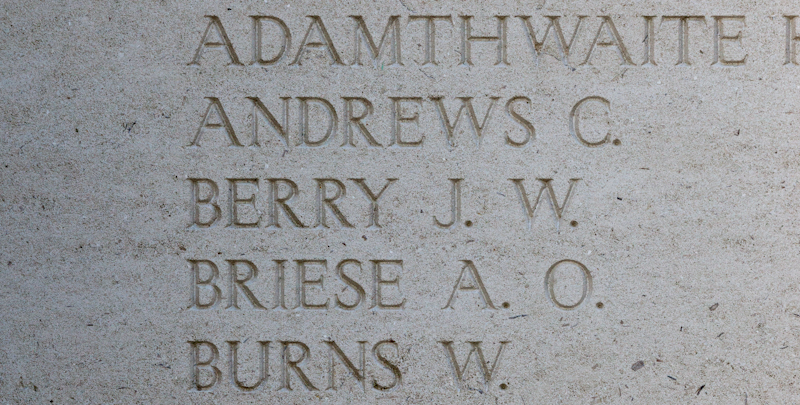 ADAMTHWAITE
ANDREWS C.
BERRY J. W.
BRIESE A. O.
BURNS W.